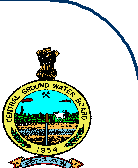 CENTRAL GROUND WATER BOARD
1954